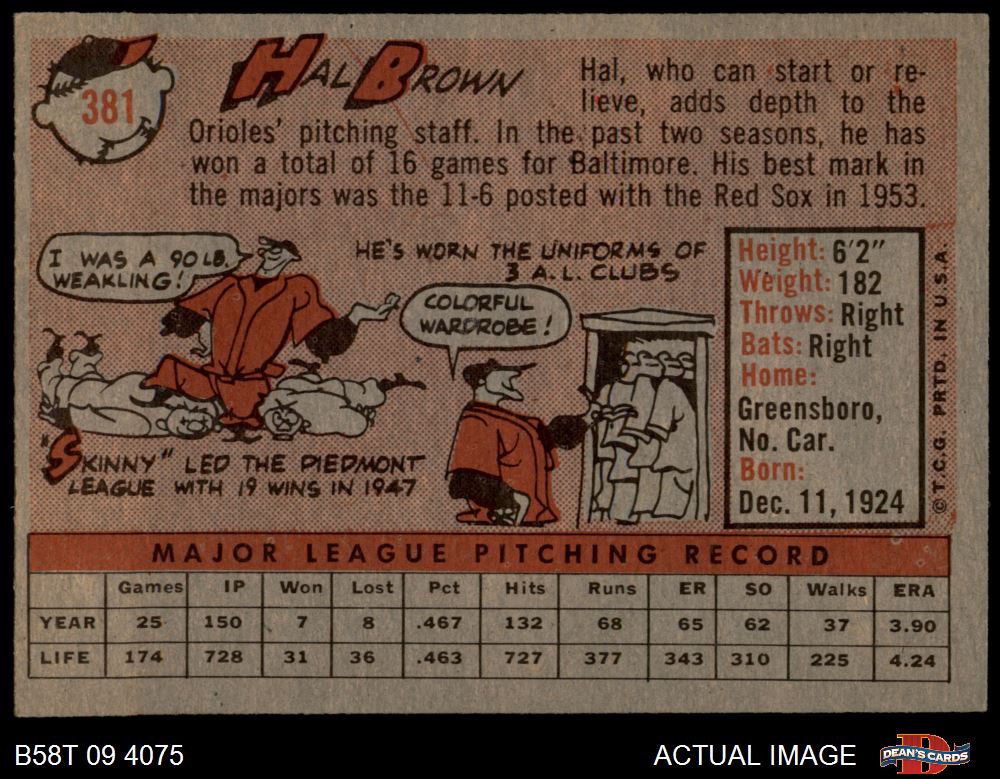 381
HAL BROWN
Hal, who can start or re-
lieve, adds depth to the
Orioles' pitching staff. In the past two seasons, he has
won a total of 16 games for Baltimore. His best mark in
the majors was the 11-6 posted with the Red Sox in 1953.
I WAS A 90 LB.
WEAKLING!
"SKINNY" LED THE PIEDMONT
LEAGUE WITH 19 WINS IN 1947
HE'S WORN THE UNIFORMS OF
3 A.L. CLUBS
COLORFUL
WARDROBE!
Height: 6'2"
Weight: 182
Throws: Right
Bats: Right
Home:
Greensboro,
No. Car.
Born:
Dec. 11, 1924
© T.C.G. PRTD. IN U.S.A.
MAJOR LEAGUE PITCHING RECORD
Games IP Won Lost Pct Hits Runs ER SO Walks ERA
YEAR 25 150 7 8 .467 132 68 65 62 37 3.90
LIFE 174 728 31 36 .463 727 377 343 310 225 4.24
B58T 09 4075
ACTUAL IMAGE
DEAN'S CARDS